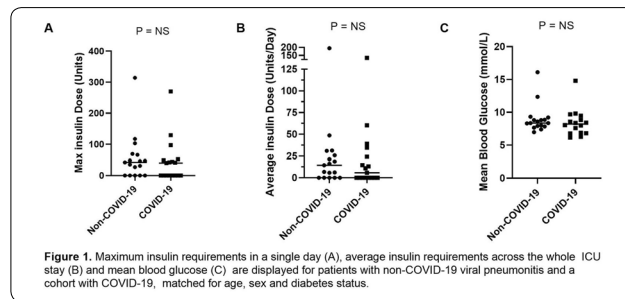 A
P = NS
Max insulin Dose (Units)
400
300
200
100
0
Non-COVID-19
COVID-19
B
P = NS
Average insulin Dose (Units/Day)
200
150
125
100
75
50
25
0
Non-COVID-19
COVID-19
C
P = NS
Mean Blood Glucose (mmol/L)
20
15
10
5
0
Non-COVID-19
COVID-19
Figure 1. Maximum insulin requirements in a single day (A), average insulin requirements across the whole ICU
stay (B) and mean blood glucose (C) are displayed for patients with non-COVID-19 viral pneumonitis and a
cohort with COVID-19, matched for age, sex and diabetes status.